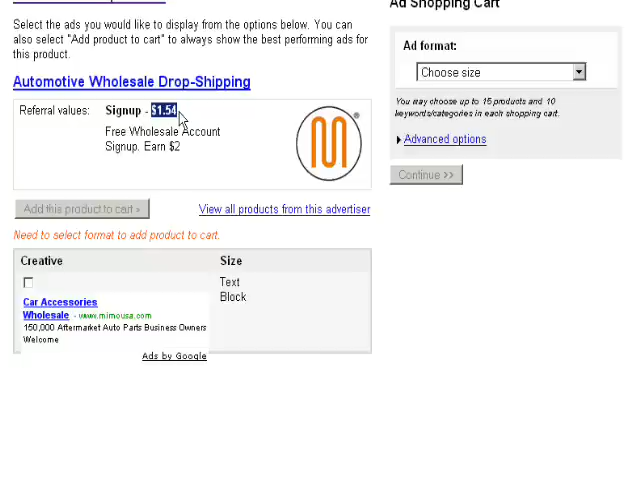 Select the ads you would like to display from the options below. You can
also select "Add product to cart" to always show the best performing ads for
this product.
Automotive Wholesale Drop-Shipping
Referral values: Signup - $1.54
Free Wholesale Account
Signup. Earn $2
Add this product to cart »
View all products from this advertiser
Need to select format to add product to cart.
Creative Size
Text
Block
Car Accessories
Wholesale - www.mimousa.com
150,000 Aftermarket Auto Parts Business Owners
Welcome
Ads by Google
Ad Shopping Cart
Ad format:
Choose size
You may choose up to 15 products and 10
keywords/categories in each shopping cart.
Advanced options
Continue >>